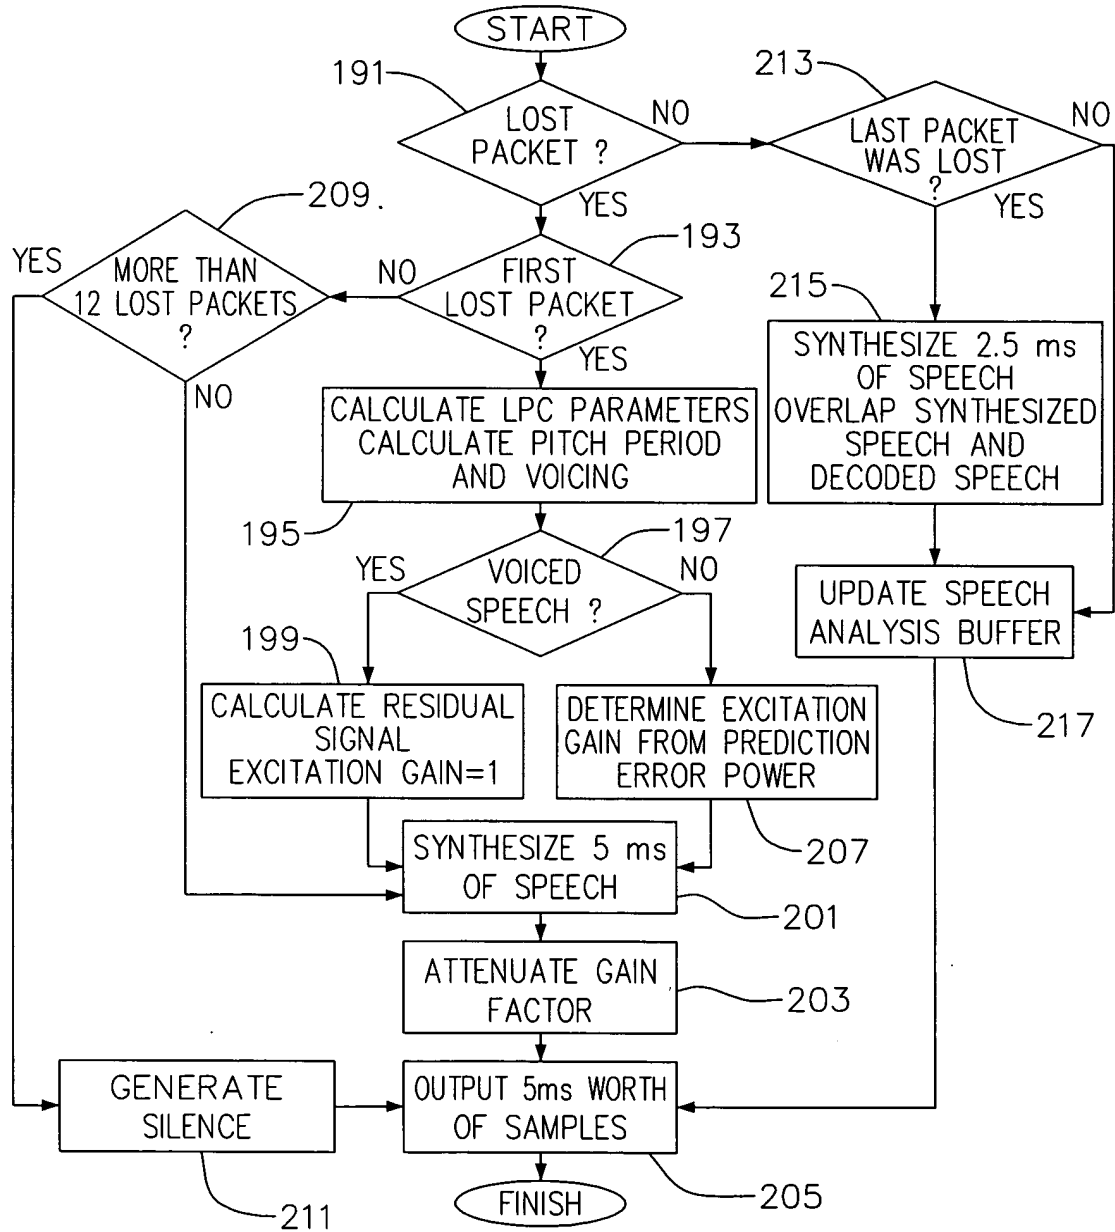 START
191
LOST
PACKET ?
NO
YES
213
LAST PACKET
WAS LOST
?
NO
YES
209.
YES
MORE THAN
12 LOST PACKETS
?
NO
193
NO
FIRST
LOST PACKET
?
YES
215
SYNTHESIZE 2.5 ms
OF SPEECH
OVERLAP SYNTHESIZED
SPEECH AND
DECODED SPEECH
CALCULATE LPC PARAMETERS
CALCULATE PITCH PERIOD
AND VOICING
195
197
YES
VOICED
SPEECH ?
NO
UPDATE SPEECH
ANALYSIS BUFFER
217
199
CALCULATE RESIDUAL
SIGNAL
EXCITATION GAIN=1
DETERMINE EXCITATION
GAIN FROM PREDICTION
ERROR POWER
207
SYNTHESIZE 5 ms
OF SPEECH
201
ATTENUATE GAIN
FACTOR
203
GENERATE
SILENCE
211
OUTPUT 5ms WORTH
OF SAMPLES
205
FINISH